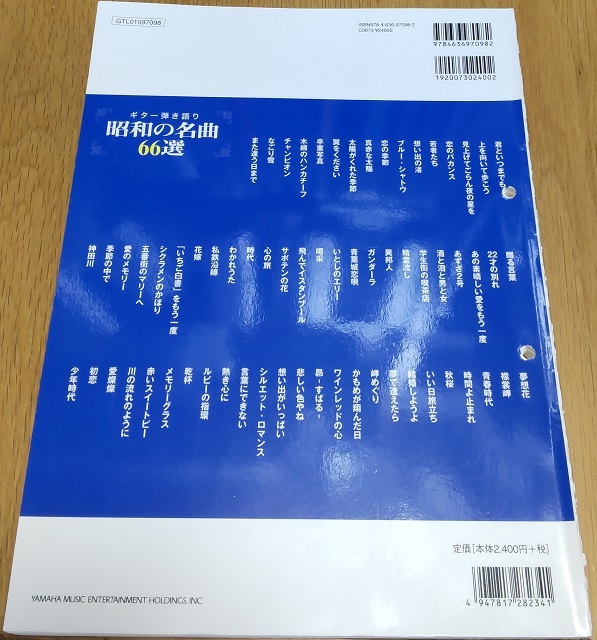 GTL01097098
ISBN978-4-636-97098-2
C0073 ¥2400E
9784636970982
1920073024002
ギター弾き語り
昭和の名曲
66選
君といつまでも
上を向いて歩こう
見上げてごらん夜の星を
恋のバカンス
若者たち
想い出の渚
ブルー・シャトウ
恋の季節
真赤な太陽
太陽がくれた季節
翼をください
卒業写真
木綿のハンカチーフ
チャンピオン
なごり雪
また逢う日まで
贈る言葉
22才の別れ
あの素晴しい愛をもう一度
あずさ2号
酒と泪と男と女
学生街の喫茶店
精霊流し
異邦人
ガンダーラ
青葉城恋唄
いとしのエリー
喝采
飛んでイスタンブール
サボテンの花
心の旅
時代
わかれうた
私鉄沿線
花嫁
「いちご白書」をもう一度
シクラメンのかほり
五番街のマリーへ
愛のメモリー
季節の中で
神田川
夢想花
襟裳岬
青春時代
時間よ止まれ
秋桜
いい日旅立ち
結婚しようよ
夢で逢えたら
岬めぐり
かもめが翔んだ日
ワインレッドの心
昴-すばる-
悲しい色やね
想い出がいっぱい
シルエット・ロマンス
言葉にできない
熱き心に
ルビーの指環
乾杯
メモリーグラス
赤いスイートピー
川の流れのように
愛燦燦
初恋
少年時代
定価[本体2,400円+税]
4 947817 282341
YAMAHA MUSIC ENTERTAINMENT HOLDINGS, INC.